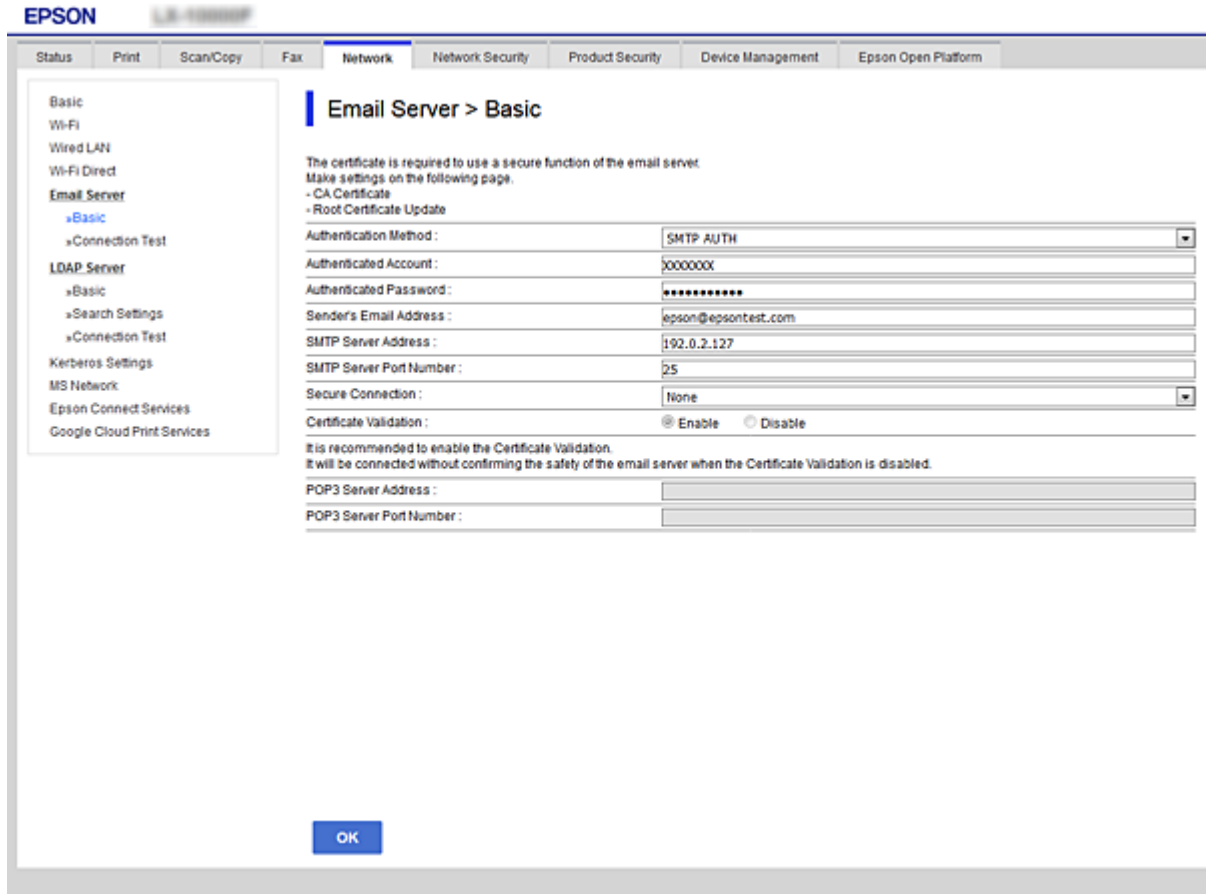 EPSON
Status Print Scan/Copy Fax Network Network Security Product Security Device Management Epson Open Platform
Basic
Wi-Fi
Wired LAN
Wi-Fi Direct
Email Server
»Basic
»Connection Test
LDAP Server
»Basic
»Search Settings
»Connection Test
Kerberos Settings
MS Network
Epson Connect Services
Google Cloud Print Services
Email Server > Basic
The certificate is required to use a secure function of the email server.
Make settings on the following page.
- CA Certificate
- Root Certificate Update
Authentication Method : SMTP AUTH
Authenticated Account : XXXXXXX
Authenticated Password : •••••••••••
Sender's Email Address : epson@epsontest.com
SMTP Server Address : 192.0.2.127
SMTP Server Port Number : 25
Secure Connection : None
Certificate Validation : Enable Disable
It is recommended to enable the Certificate Validation.
It will be connected without confirming the safety of the email server when the Certificate Validation is disabled.
POP3 Server Address :
POP3 Server Port Number :
OK